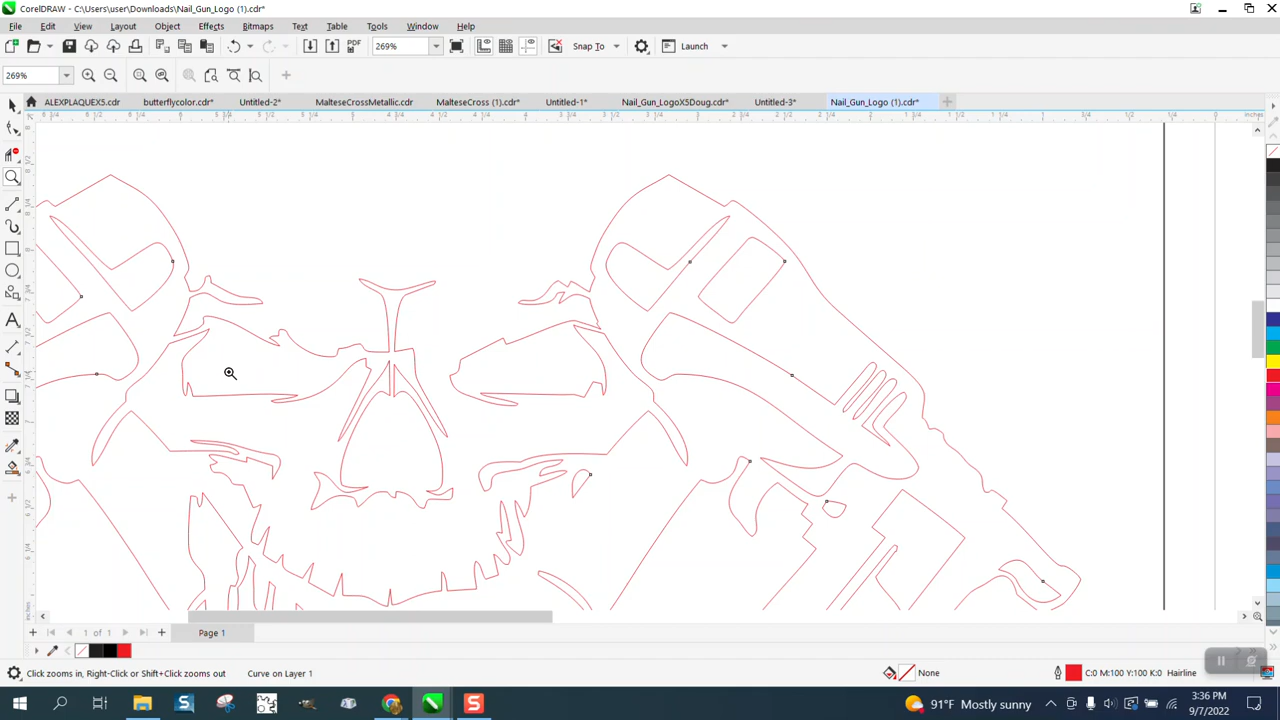 CorelDRAW - C:\Users\user\Downloads\Nail_Gun_Logo (1).cdr*
File Edit View Layout Object Effects Bitmaps Text Table Tools Window Help
PDF 269% Snap To Launch
269%
ALEXPLAQUEX5.cdr butterflycolor.cdr* Untitled-2* MalteseCrossMetallic.cdr MalteseCross (1).cdr* Untitled-1* Nail_Gun_LogoX5Doug.cdr* Untitled-3* Nail_Gun_Logo (1).cdr*
inches
1 of 1 Page 1
Click zooms in, Right-Click or Shift+Click zooms out Curve on Layer 1 None C:0 M:100 Y:100 K:0 Hairline
91°F Mostly sunny 3:36 PM
9/7/2022